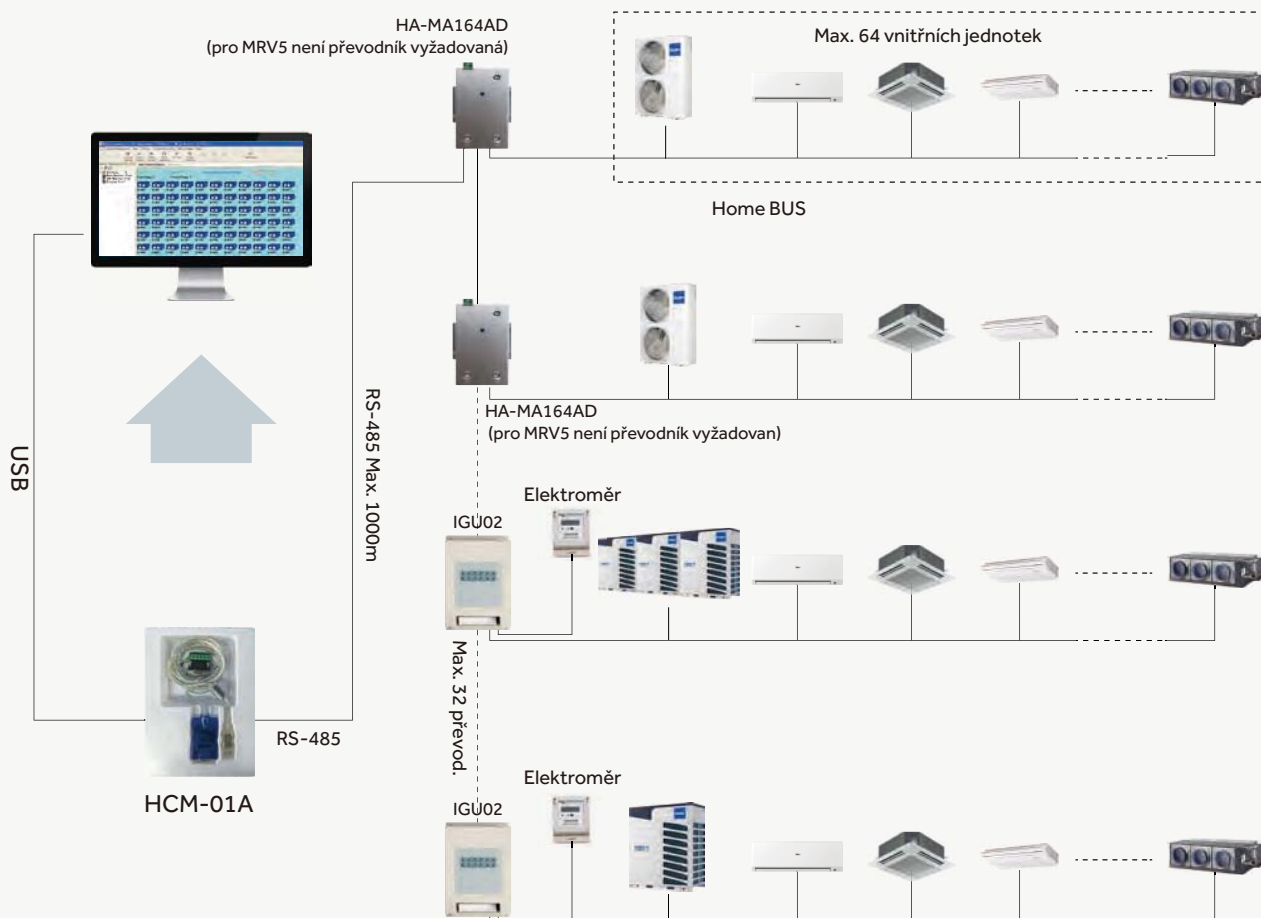 HA-MA164AD
(pro MRV5 není převodník vyžadovaná)
Max. 64 vnitřních jednotek
Home BUS
HA-MA164AD
(pro MRV5 není převodník vyžadovan)
USB
RS-485 Max. 1000m
Elektroměr
IGU02
Max. 32 převod.
RS-485
HCM-01A
Elektroměr
IGU02